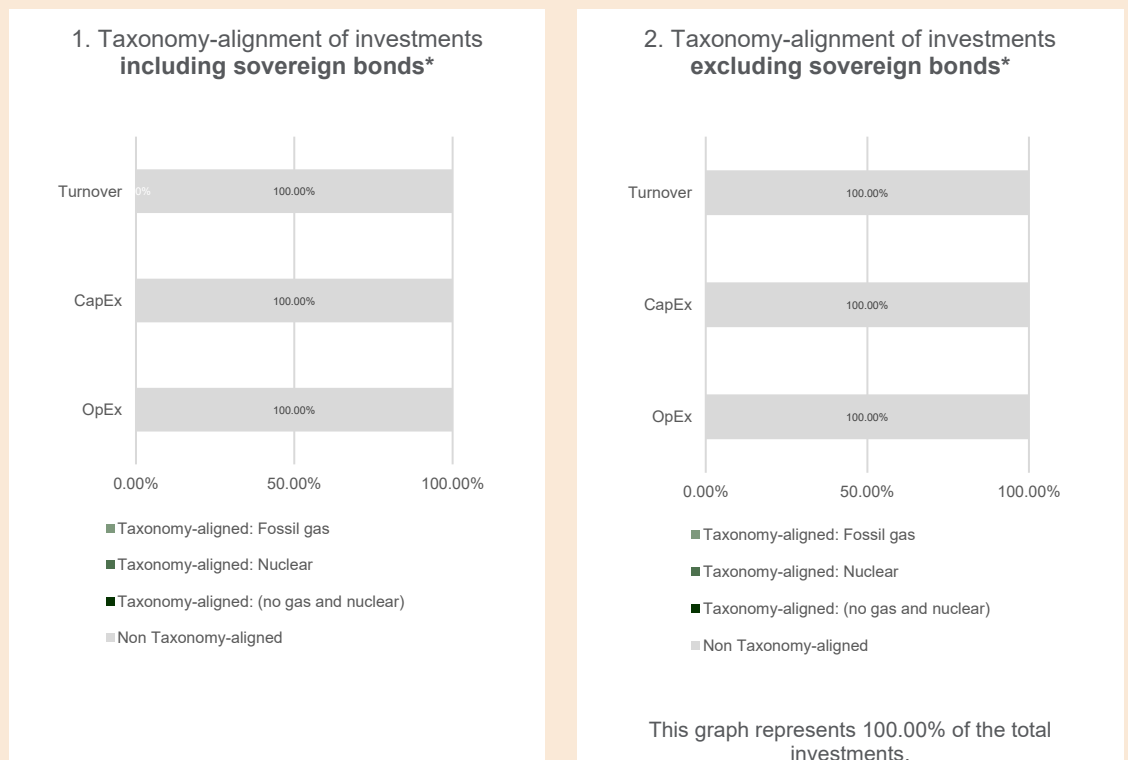 1. Taxonomy-alignment of investments
including sovereign bonds*
Turnover
0%
100.00%
CapEx
100.00%
OpEx
100.00%
0.00%
50.00%
100.00%
Taxonomy-aligned: Fossil gas
Taxonomy-aligned: Nuclear
Taxonomy-aligned: (no gas and nuclear)
Non Taxonomy-aligned
2. Taxonomy-alignment of investments
excluding sovereign bonds*
Turnover
100.00%
CapEx
100.00%
OpEx
100.00%
0.00%
50.00%
100.00%
Taxonomy-aligned: Fossil gas
Taxonomy-aligned: Nuclear
Taxonomy-aligned: (no gas and nuclear)
Non Taxonomy-aligned
This graph represents 100.00% of the total
investments.